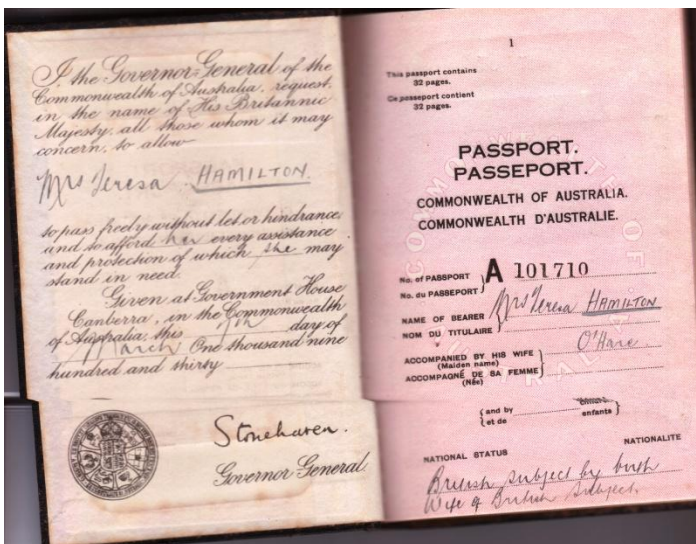 I, the Governor-General of the
Commonwealth of Australia, request,
in the name of His Britannic
Majesty, all those whom it may
concern, to allow
Mrs Teresa HAMILTON.
to pass freely without let or hindrance,
and to afford her every assistance
and protection of which she may
stand in need.
Given at Government House
Canberra, in the Commonwealth
of Australia, this day of
March One thousand nine
hundred and thirty
Stonehaven.
Governor General.
1
This passport contains
32 pages.
Ce passeport contient
32 pages.
PASSPORT.
PASSEPORT.
COMMONWEALTH OF AUSTRALIA.
COMMONWEALTH D'AUSTRALIE.
No. of PASSPORT
No. du PASSEPORT
A 101710
NAME OF BEARER
NOM DU TITULAIRE
Mrs Teresa HAMILTON
ACCOMPANIED BY HIS WIFE
(Maiden name)
ACCOMPAGNÉ DE SA FEMME
(Née)
O'Hare.
and by
et de
enfants
NATIONAL STATUS
NATIONALITE
British subject by birth
Wife of British Subject.